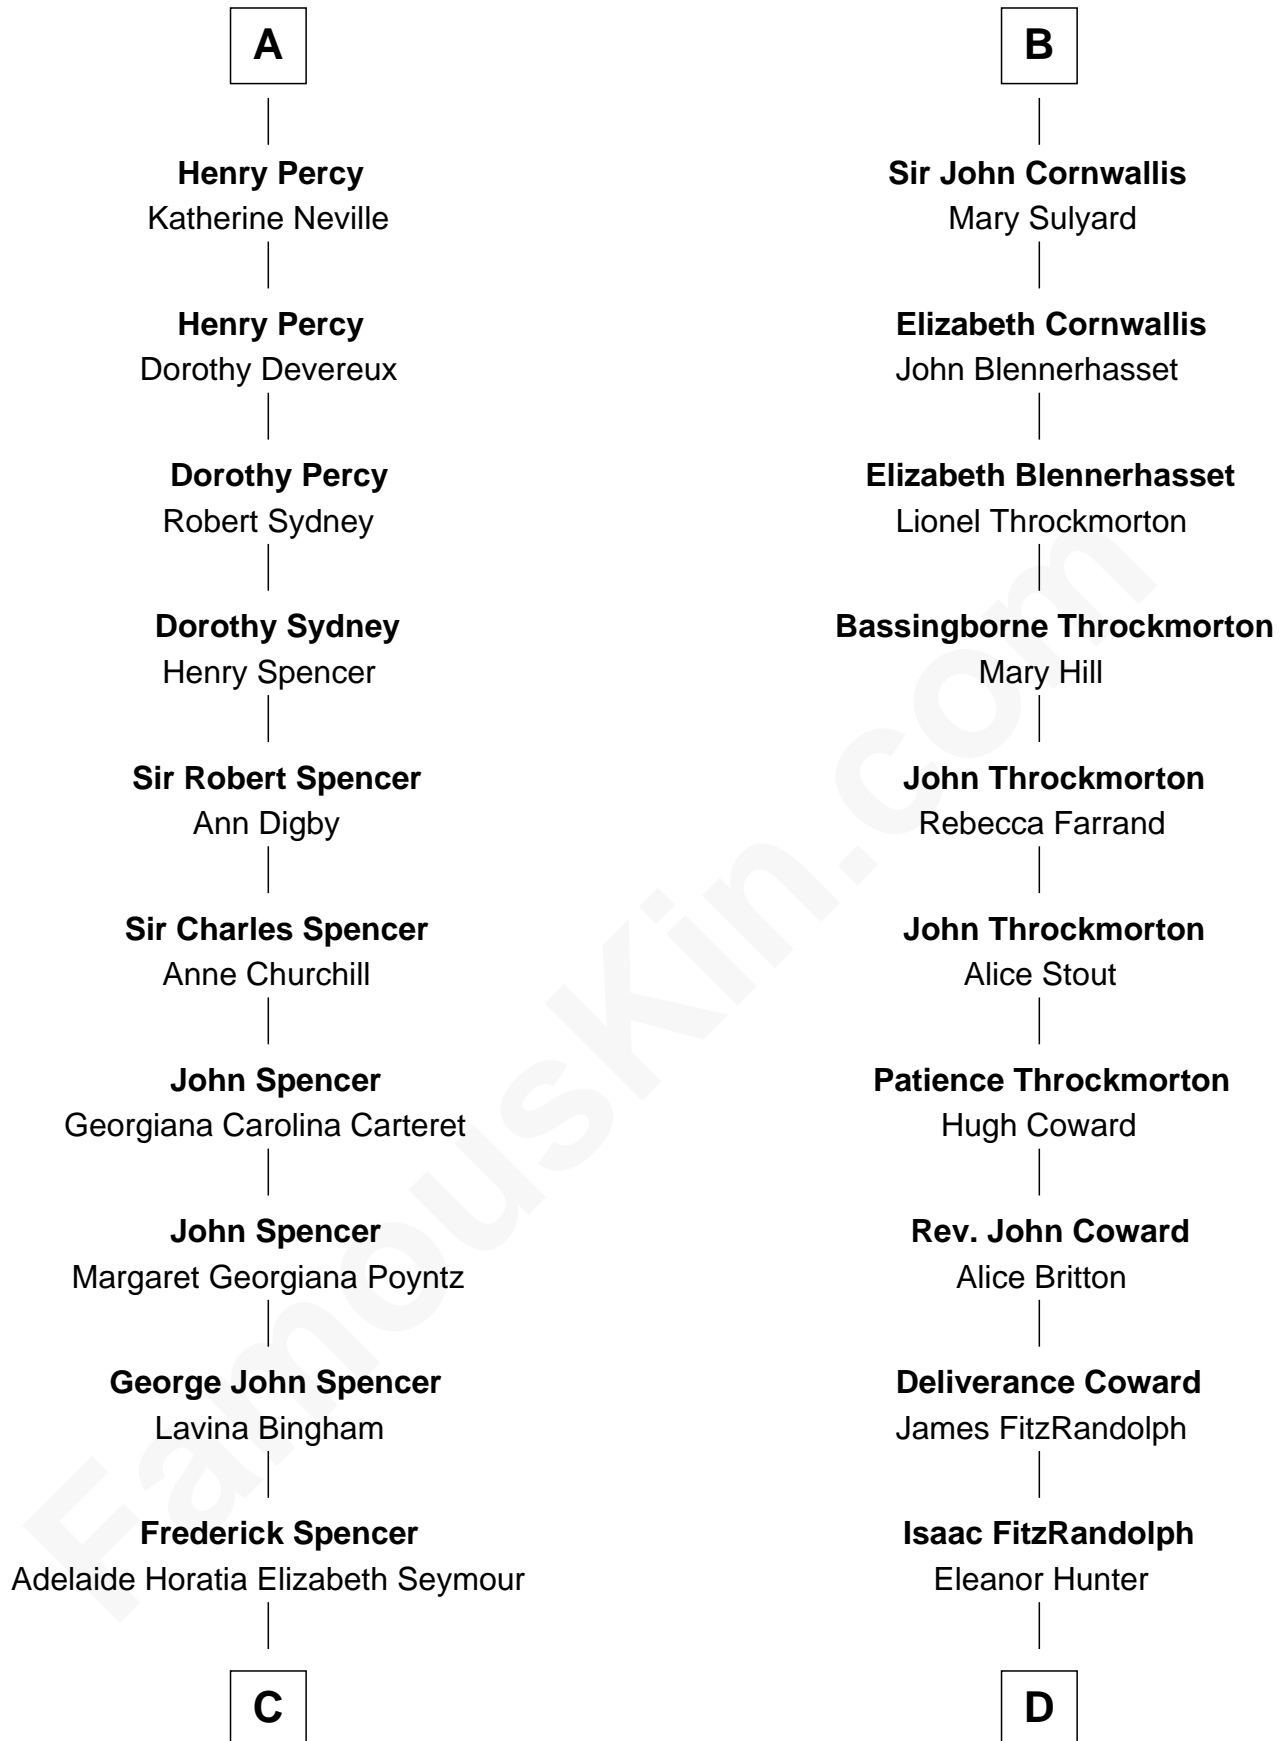 A
Henry Percy
Katherine Neville
Henry Percy
Dorothy Devereux
Dorothy Percy
Robert Sydney
Dorothy Sydney
Henry Spencer
Sir Robert Spencer
Ann Digby
Sir Charles Spencer
Anne Churchill
John Spencer
Georgiana Carolina Carteret
John Spencer
Margaret Georgiana Poyntz
George John Spencer
Lavina Bingham
Frederick Spencer
Adelaide Horatia Elizabeth Seymour
C
B
Sir John Cornwallis
Mary Sulyard
Elizabeth Cornwallis
John Blennerhasset
Elizabeth Blennerhasset
Lionel Throckmorton
Bassingborne Throckmorton
Mary Hill
John Throckmorton
Rebecca Farrand
John Throckmorton
Alice Stout
Patience Throckmorton
Hugh Coward
Rev. John Coward
Alice Britton
Deliverance Coward
James FitzRandolph
Isaac FitzRandolph
Eleanor Hunter
D
FamousKin.com